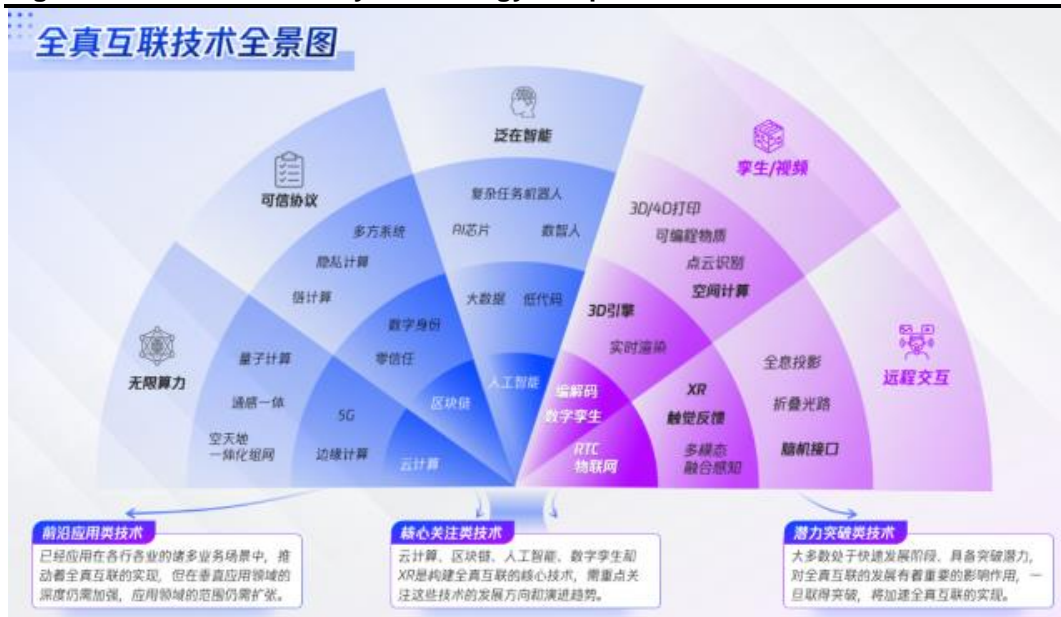 全真互联技术全景图
泛在智能
可信协议
孪生/视频
无限算力
远程交互
复杂任务机器人
AI芯片
数智人
多方系统
隐私计算
链计算
3D/4D打印
可编程物质
点云识别
空间计算
大数据
低代码
数字身份
零信任
3D引擎
实时渲染
量子计算
通感一体
空天地
一体化组网
5G
边缘计算
人工智能
区块链
云计算
编解码
数字孪生
RTC
物联网
XR
触觉反馈
多模态
融合感知
全息投影
折叠光路
脑机接口
前沿应用类技术
已经应用在各行各业的诸多业务场景中，推
动着全真互联的实现，但在垂直应用领域的
深度仍需加强，应用领域的范围仍需扩张。
核心关注类技术
云计算、区块链、人工智能、数字孪生和
XR是构建全真互联的核心技术，需重点关
注这些技术的发展方向和演进趋势。
潜力突破类技术
大多数处于快速发展阶段、具备突破潜力，
对全真互联的发展有着重要的影响作用，一
旦取得突破，将加速全真互联的实现。